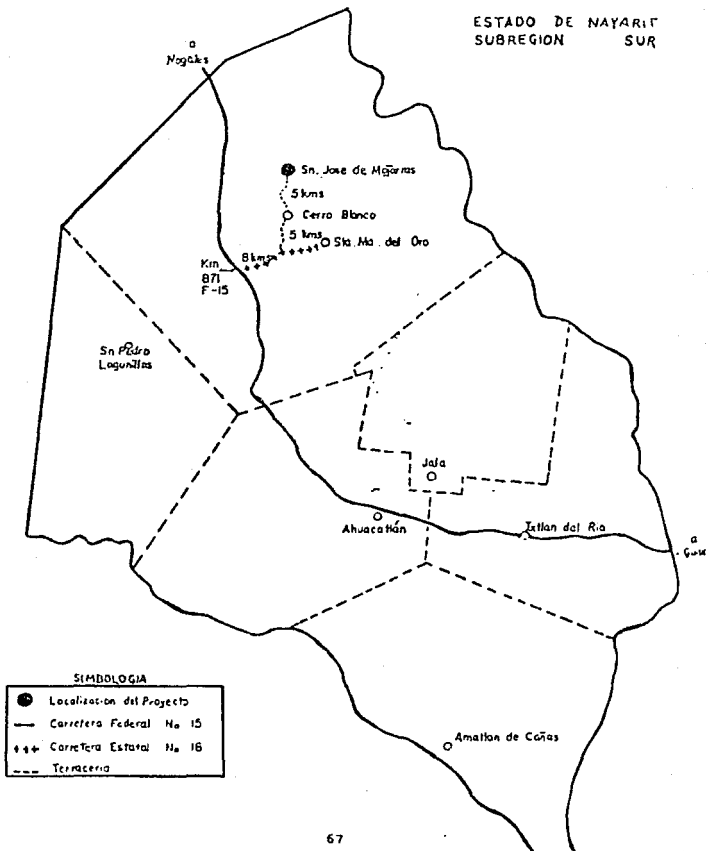 ESTADO DE NAYARIT
SUBREGION SUR
a
Nogales
Sn. Jose de Mojarras
5 kms
Cerro Blanco
5 kms
Sta. Ma. del Oro
8 kms
Km
871
F-15
Sn Pedro
Lagunillas
Jala
Ahuacatlán
Ixtlan del Rio
a
Amatlan de Cañas
SIMBOLOGIA
Localizacion del Proyecto
Carretera Federal No 15
Carretera Estatal No 16
Terraceria
67